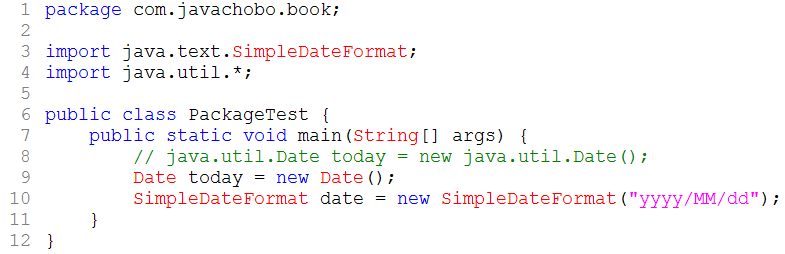 1 package com.javachobo.book;
2
3 import java.text.SimpleDateFormat;
4 import java.util.*;
5
6 public class PackageTest {
7     public static void main(String[] args) {
8         // java.util.Date today = new java.util.Date();
9         Date today = new Date();
10         SimpleDateFormat date = new SimpleDateFormat("yyyy/MM/dd");
11     }
12 }